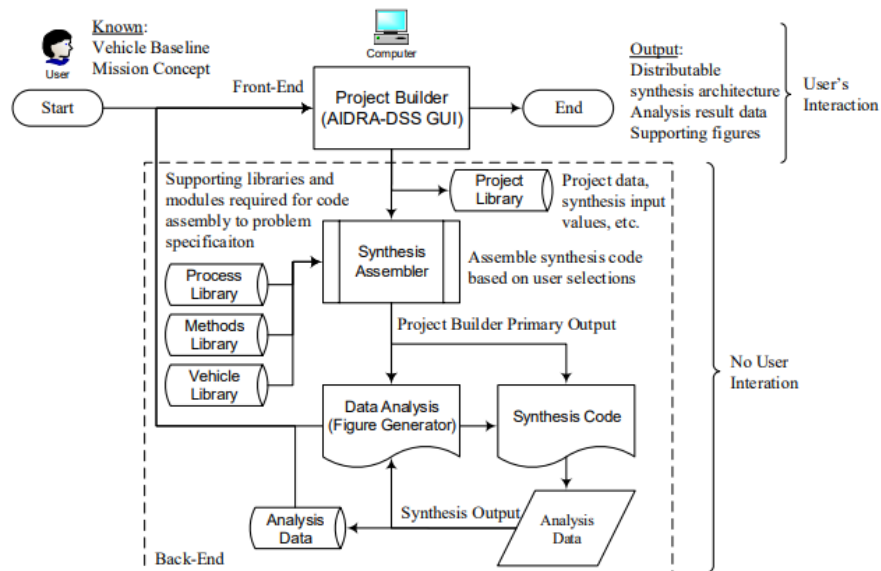 Known:
Vehicle Baseline
Mission Concept
User
Computer
Output:
Distributable
synthesis architecture
Analysis result data
Supporting figures
User's
Interaction
Front-End
Start
Project Builder
(AIDRA-DSS GUI)
End
Supporting libraries and
modules required for code
assembly to problem
specificaiton
Project
Library
Project data,
synthesis input
values, etc.
Synthesis
Assembler
Assemble synthesis code
based on user selections
Process
Library
Methods
Library
Vehicle
Library
Project Builder Primary Output
No User
Interation
Data Analysis
(Figure Generator)
Synthesis Code
Synthesis Output
Analysis
Data
Analysis
Data
Back-End